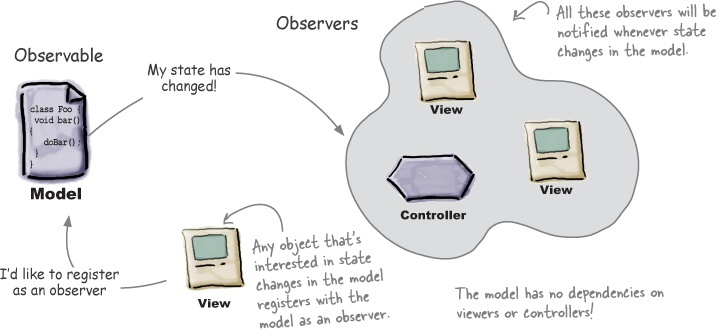 Observable
Observers
My state has
changed!
All these observers will be
notified whenever state
changes in the model.
class Foo {
void bar()
{
doBar();
}
}
Model
View
View
Controller
I'd like to register
as an observer
View
Any object that's
interested in state
changes in the model
registers with the
model as an observer.
The model has no dependencies on
viewers or controllers!